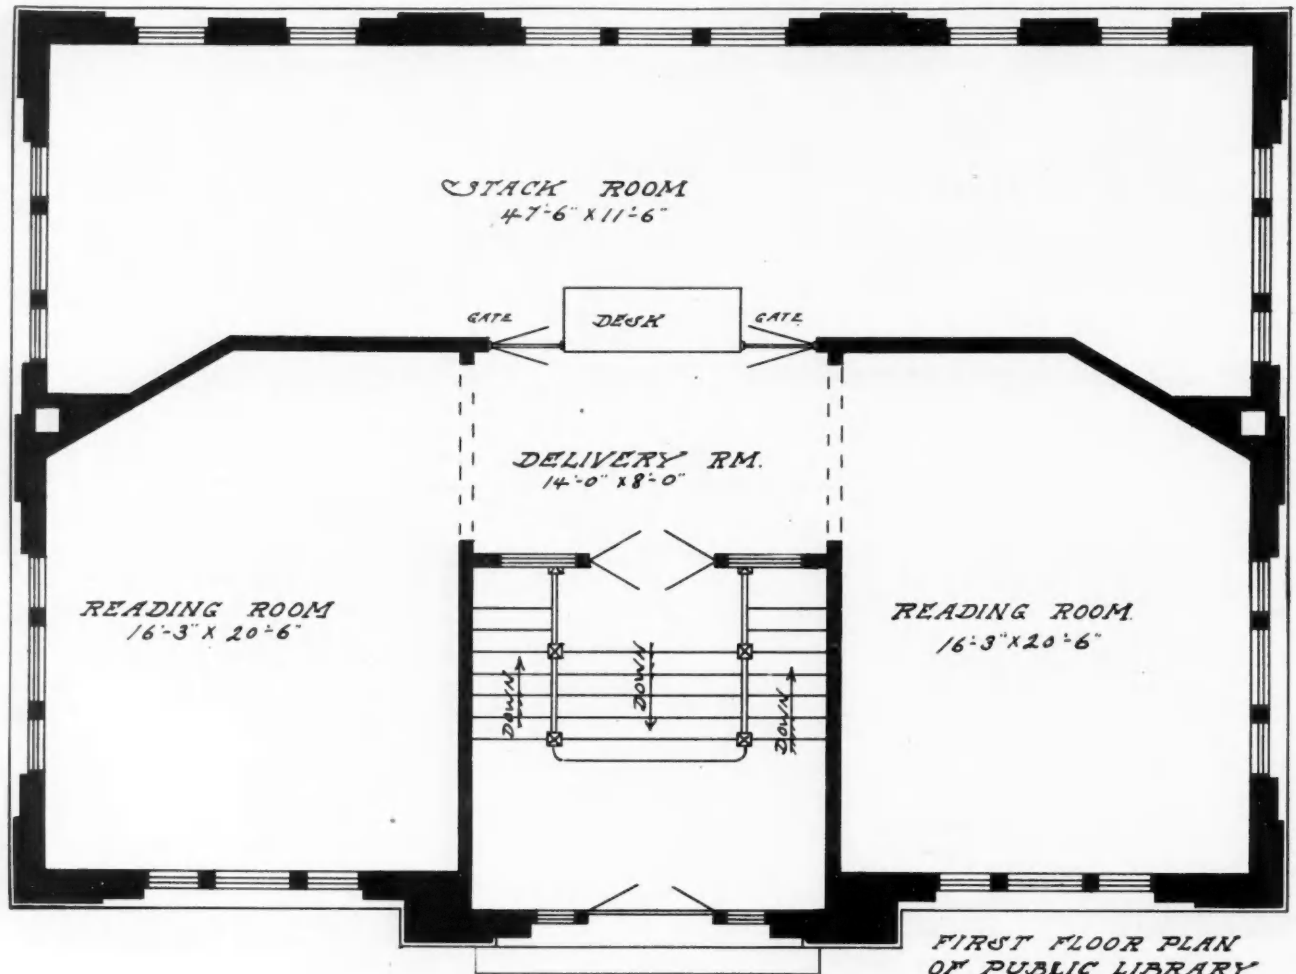 STACK ROOM
47'-6" X 11'-6"
GATE
DESK
GATE
DELIVERY RM.
14'-0" X 8'-0"
READING ROOM
16'-3" X 20'-6"
READING ROOM.
16'-3" X 20'-6"
DOWN
DOWN
DOWN
FIRST FLOOR PLAN
OF PUBLIC LIBRARY